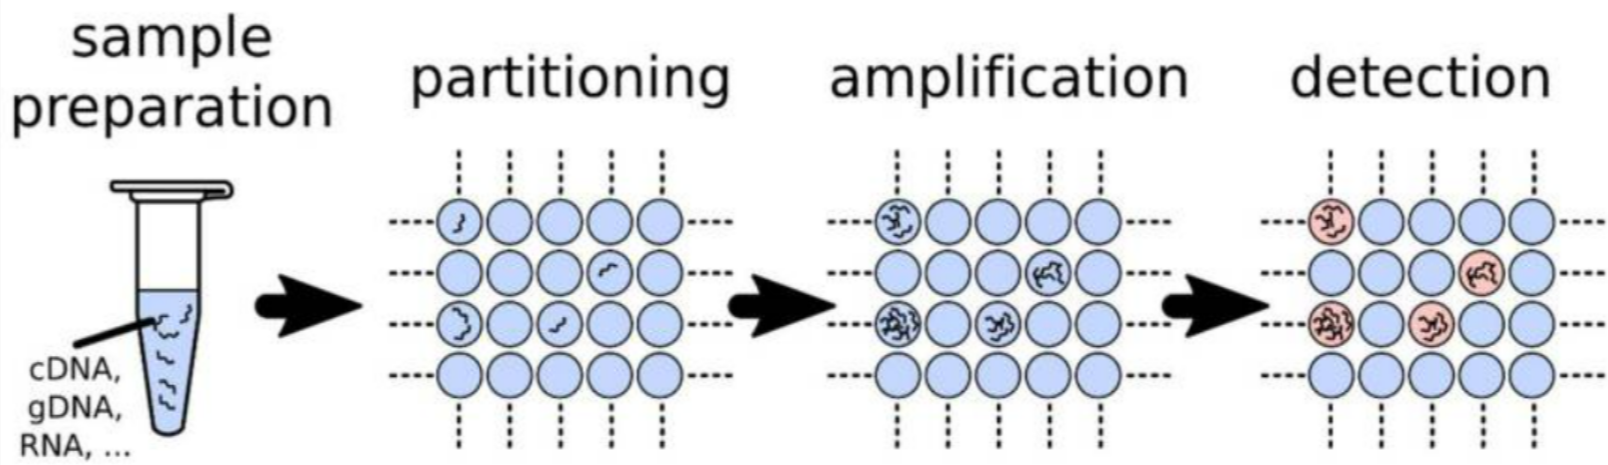 sample
preparation
partitioning
amplification
detection
cDNA,
gDNA,
RNA, ...